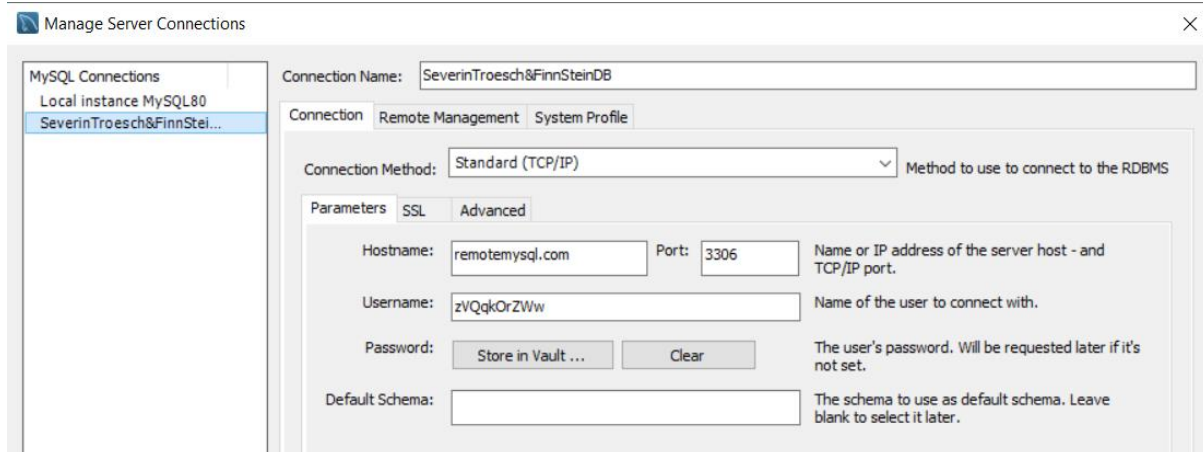 Manage Server Connections
MySQL Connections
Local instance MySQL80
SeverinTroesch&FinnStei...
Connection Name: SeverinTroesch&FinnSteinDB
Connection Remote Management System Profile
Connection Method: Standard (TCP/IP) Method to use to connect to the RDBMS
Parameters SSL Advanced
Hostname: remotemysql.com Port: 3306 Name or IP address of the server host - and
TCP/IP port.
Username: zVQqkOrZWw Name of the user to connect with.
Password: Store in Vault ... Clear The user's password. Will be requested later if it's
not set.
Default Schema: The schema to use as default schema. Leave
blank to select it later.